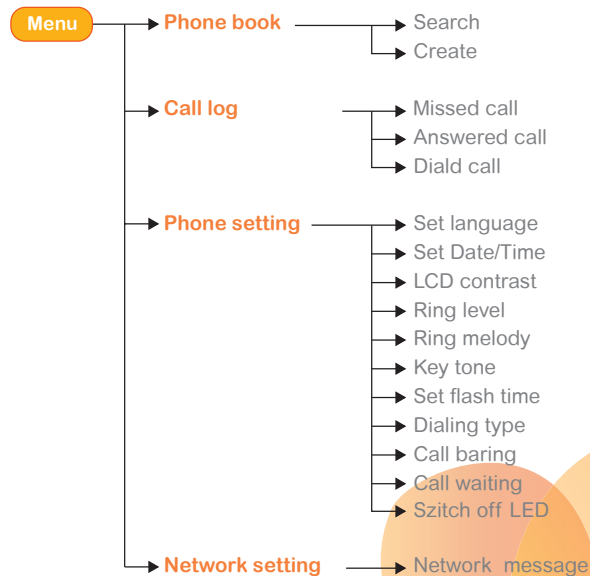 Menu
Phone book
Search
Create
Call log
Missed call
Answered call
Diald call
Phone setting
Set language
Set Date/Time
LCD contrast
Ring level
Ring melody
Key tone
Set flash time
Dialing type
Call baring
Call waiting
Szitch off LED
Network setting
Network message